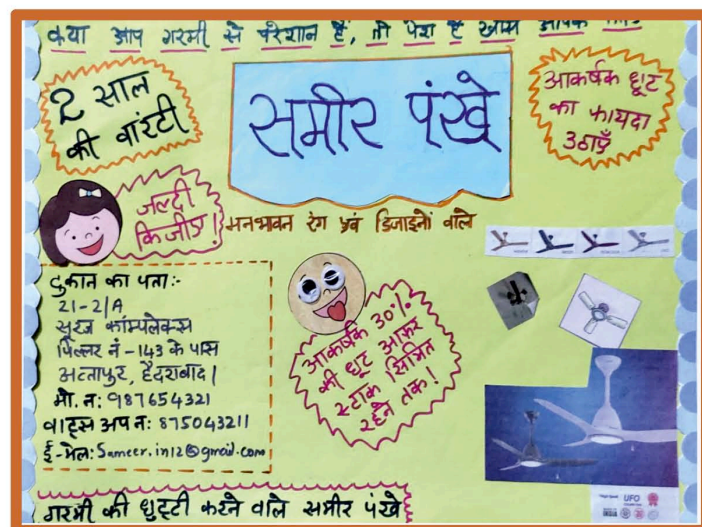 क्या आप गरमी से परेशान हैं, तो पेश है खास आपके लिए
2 साल
की वारंटी
समीर पंखे
आकर्षक छूट
का फायदा
उठाएँ
जल्दी
किजीए!
मनभावन रंग एवं डिजाइनों वाले
दुकान का पता:-
21-2/A
सूरज कॉम्पलेक्स
पिल्लर नं-143 के पास
अत्तापुर, हैदराबाद।
मो. न: 987654321
वाट्स अप न: 875043211
ई-मेल: Sameer.in12@gmail.com
आकर्षक 30%
की छूट आफर
स्टाक सिमित
रहने तक!
UFO
गरमी की छुट्टी करने वाले समीर पंखे